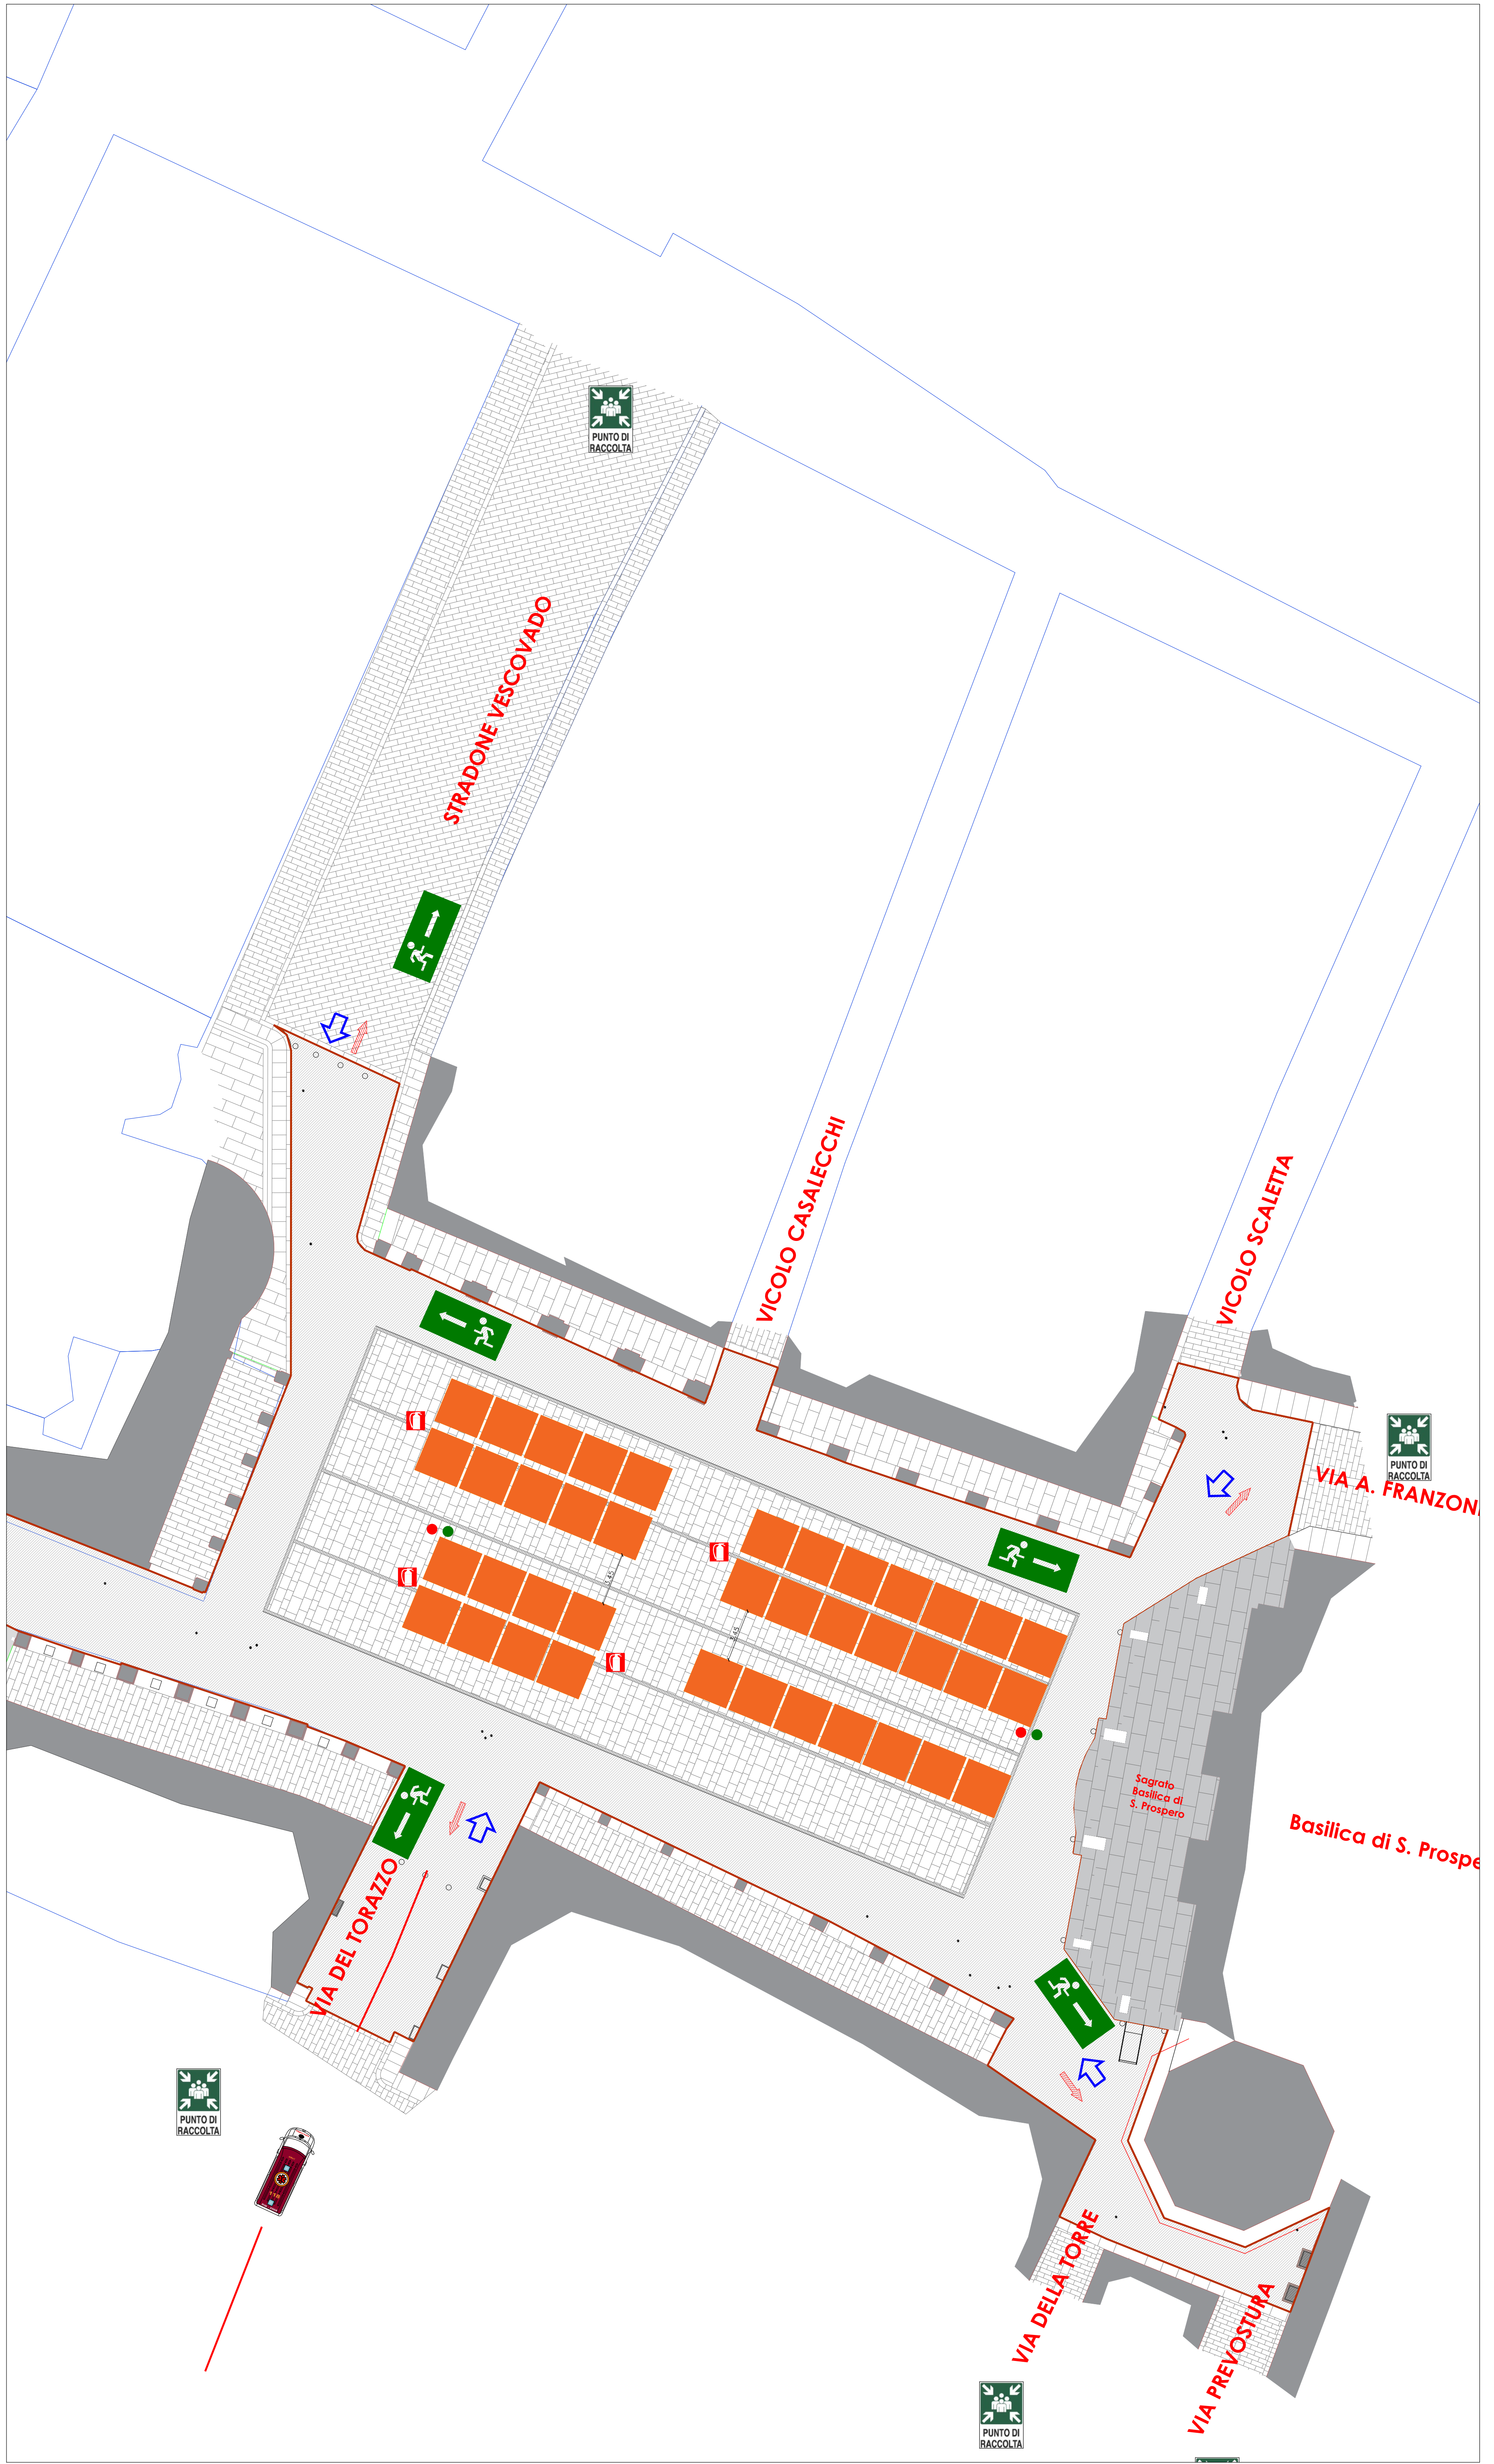 PUNTO DI
RACCOLTA
STRADONE VESCOVADO
VICOLO CASALECCHI
VICOLO SCALETTA
PUNTO DI
RACCOLTA
VIA A. FRANZON
Sagrato
Basilica di
S. Prospero
Basilica di S. Prospe
VIA DEL TORAZZO
PUNTO DI
RACCOLTA
VIA DELLA TORRE
VIA PREVOSTURA
PUNTO DI
RACCOLTA